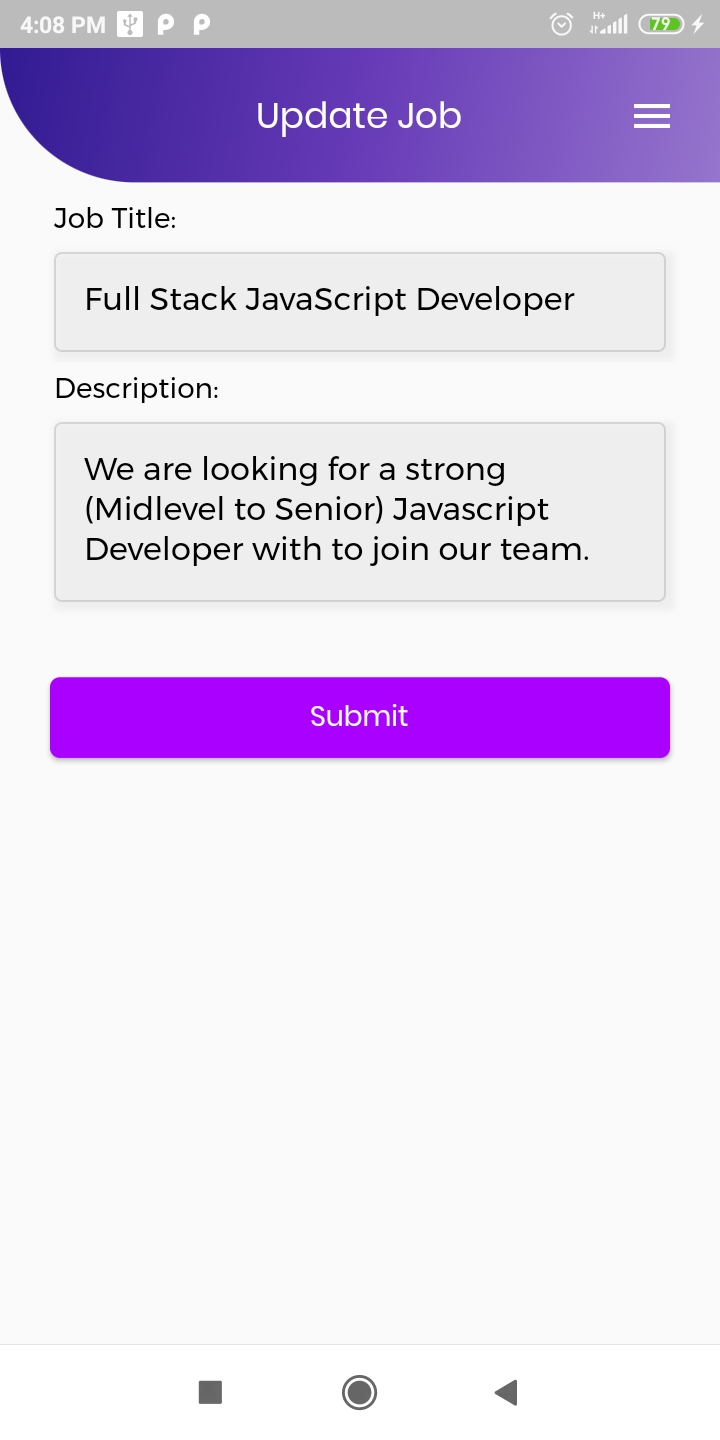 4:08 PM
H+
79
Update Job
Job Title:
Full Stack JavaScript Developer
Description:
We are looking for a strong
(Midlevel to Senior) Javascript
Developer with to join our team.
Submit